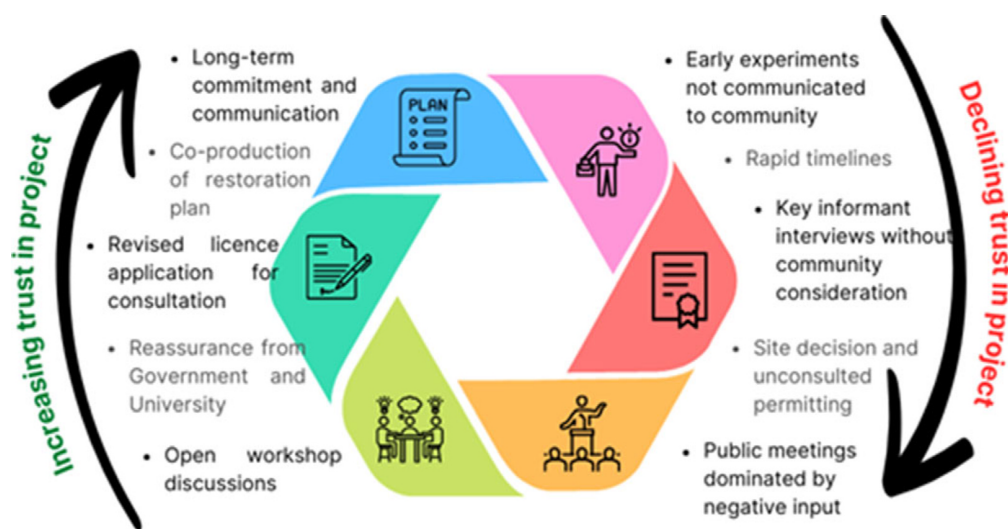 Increasing trust in project
• Long-term
commitment and
communication
• Co-production
of restoration
plan
• Revised licence
application for
consultation
• Reassurance from
Government and
University
• Open workshop
discussions
PLAN
• Early experiments
not communicated
to community
• Rapid timelines
• Key informant
interviews without
community
consideration
• Site decision and
unconsulted
permitting
• Public meetings
dominated by
negative input
Declining trust in project